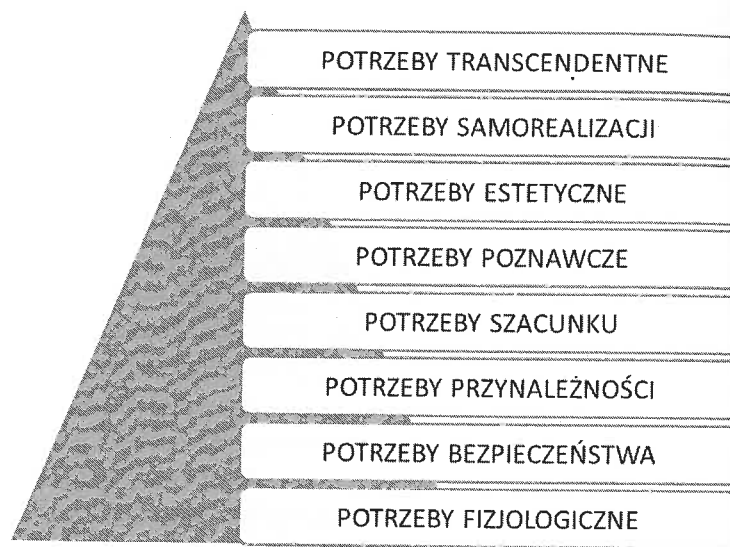 POTRZEBY TRANSCENDENTNE
POTRZEBY SAMOREALIZACJI
POTRZEBY ESTETYCZNE
POTRZEBY POZNAWCZE
POTRZEBY SZACUNKU
POTRZEBY PRZYNALEŻNOŚCI
POTRZEBY BEZPIECZEŃSTWA
POTRZEBY FIZJOLOGICZNE